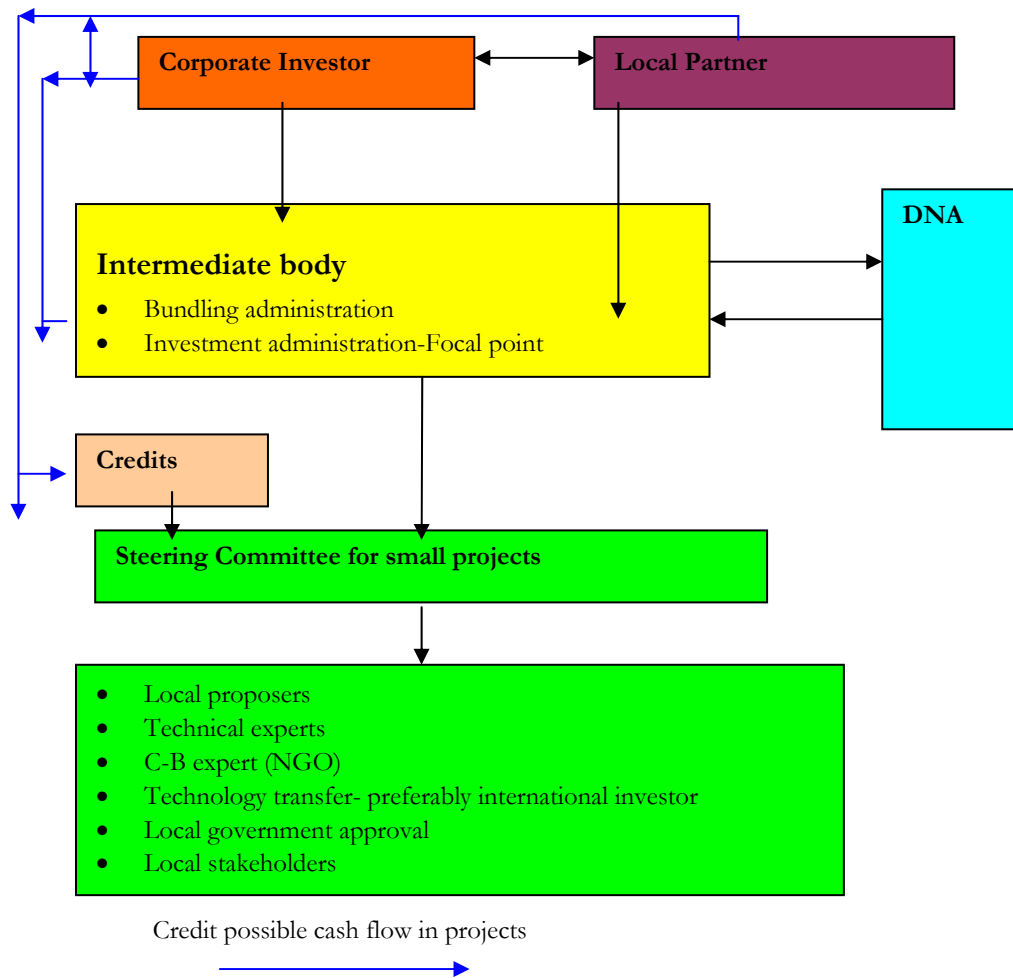 Corporate Investor
Local Partner
DNA
Intermediate body
• Bundling administration
• Investment administration-Focal point
Credits
Steering Committee for small projects
• Local proposers
• Technical experts
• C-B expert (NGO)
• Technology transfer- preferably international investor
• Local government approval
• Local stakeholders
Credit possible cash flow in projects